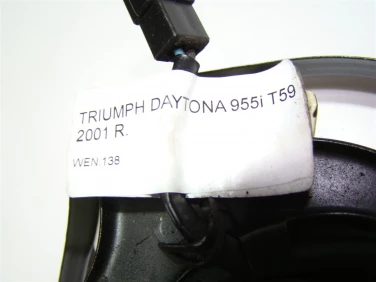 TRIUMPH DAYTONA 955i T59
2001 R.
WEN 138